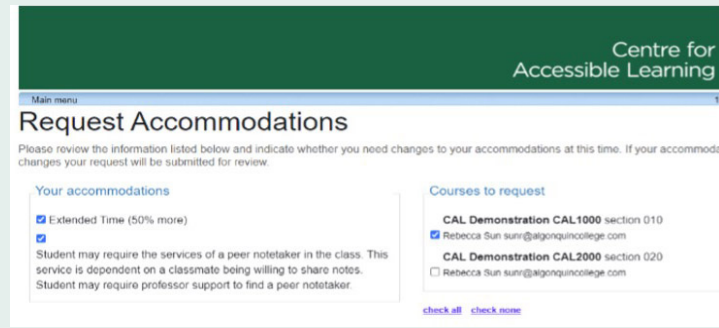 Centre for
Accessible Learning
Main menu
Request Accommodations
Please review the information listed below and indicate whether you need changes to your accommodations at this time. If your accommoda
changes your request will be submitted for review.
Your accommodations
Extended Time (50% more)
Student may require the services of a peer notetaker in the class. This
service is dependent on a classmate being willing to share notes.
Student may require professor support to find a peer notetaker.
Courses to request
CAL Demonstration CAL1000 section 010
Rebecca Sun sunr@algonquincollege.com
CAL Demonstration CAL2000 section 020
Rebecca Sun sunr@algonquincollege.com
check all check none